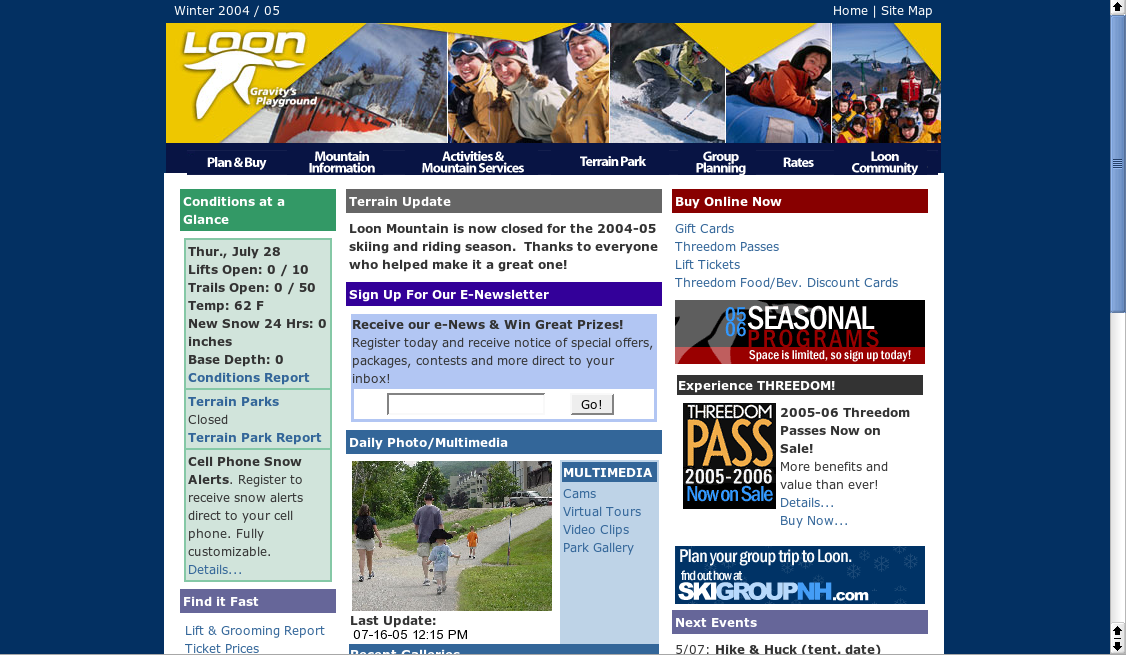 Winter 2004 / 05
Home | Site Map
LOON
Gravity's
Playground
Plan & Buy
Mountain
Information
Activities &
Mountain Services
Terrain Park
Group
Planning
Rates
Loon
Community
Conditions at a
Glance
Thur., July 28
Lifts Open: 0 / 10
Trails Open: 0 / 50
Temp: 62 F
New Snow 24 Hrs: 0
inches
Base Depth: 0
Conditions Report
Terrain Parks
Closed
Terrain Park Report
Cell Phone Snow
Alerts. Register to
receive snow alerts
direct to your cell
phone. Fully
customizable.
Details...
Find it Fast
Lift & Grooming Report
Ticket Prices
Terrain Update
Loon Mountain is now closed for the 2004-05
skiing and riding season. Thanks to everyone
who helped make it a great one!
Sign Up For Our E-Newsletter
Receive our e-News & Win Great Prizes!
Register today and receive notice of special offers,
packages, contests and more direct to your
inbox!
Go!
Daily Photo/Multimedia
MULTIMEDIA
Cams
Virtual Tours
Video Clips
Park Gallery
Last Update:
07-16-05 12:15 PM
Recent Galleries
Buy Online Now
Gift Cards
Threedom Passes
Lift Tickets
Threedom Food/Bev. Discount Cards
05
06
SEASONAL
PROGRAMS
Space is limited, so sign up today!
Experience THREEDOM!
THREEDOM
PASS
2005-2006
Now on Sale
2005-06 Threedom
Passes Now on
Sale!
More benefits and
value than ever!
Details...
Buy Now...
Plan your group trip to Loon.
find out how at
SKIGROUPNH.com
Next Events
5/07: Hike & Huck (tent. date)